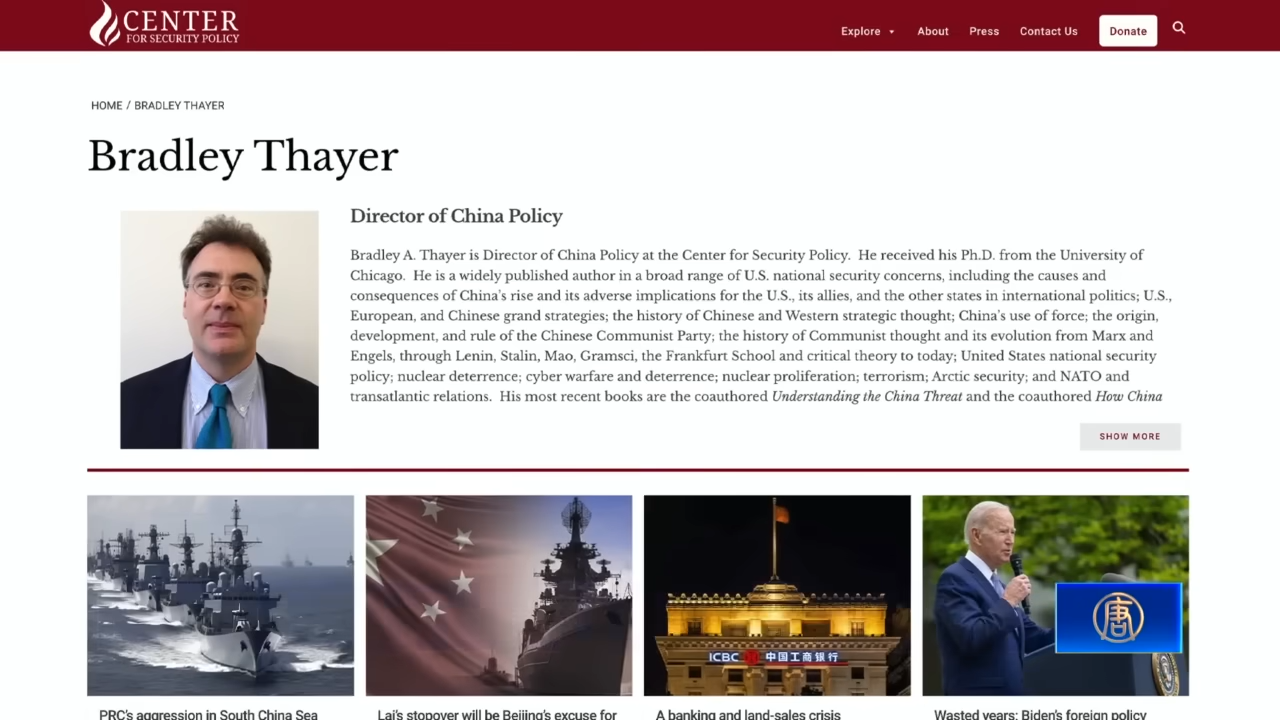 CENTER
FOR SECURITY POLICY
Explore
About
Press
Contact Us
Donate
HOME / BRADLEY THAYER
Bradley Thayer
Director of China Policy
Bradley A. Thayer is Director of China Policy at the Center for Security Policy. He received his Ph.D. from the University of
Chicago. He is a widely published author in a broad range of U.S. national security concerns, including the causes and
consequences of China's rise and its adverse implications for the U.S., its allies, and the other states in international politics; U.S.,
European, and Chinese grand strategies; the history of Chinese and Western strategic thought; China's use of force; the origin,
development, and rule of the Chinese Communist Party; the history of Communist thought and its evolution from Marx and
Engels, through Lenin, Stalin, Mao, Gramsci, the Frankfurt School and critical theory to today; United States national security
policy; nuclear deterrence; cyber warfare and deterrence; nuclear proliferation; terrorism; Arctic security; and NATO and
transatlantic relations. His most recent books are the coauthored Understanding the China Threat and the coauthored How China
SHOW MORE
ICBC 中国工商银行
唐
PRC's aggression in South China Sea
Lai's stopover will be Beijing's excuse for
A banking and land-sales crisis
Wasted years: Biden's foreign policy